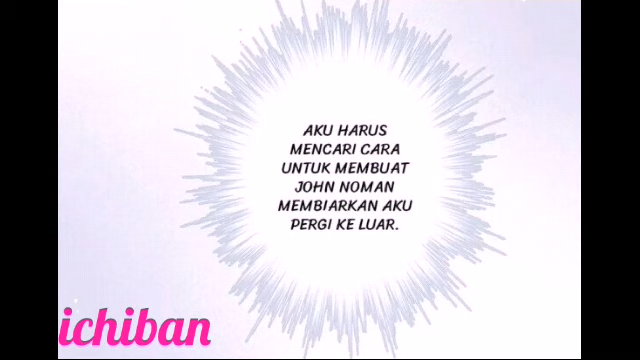 AKU HARUS
MENCARI CARA
UNTUK MEMBUAT
JOHN NOMAN
MEMBIARKAN AKU
PERGI KE LUAR.
ichiban